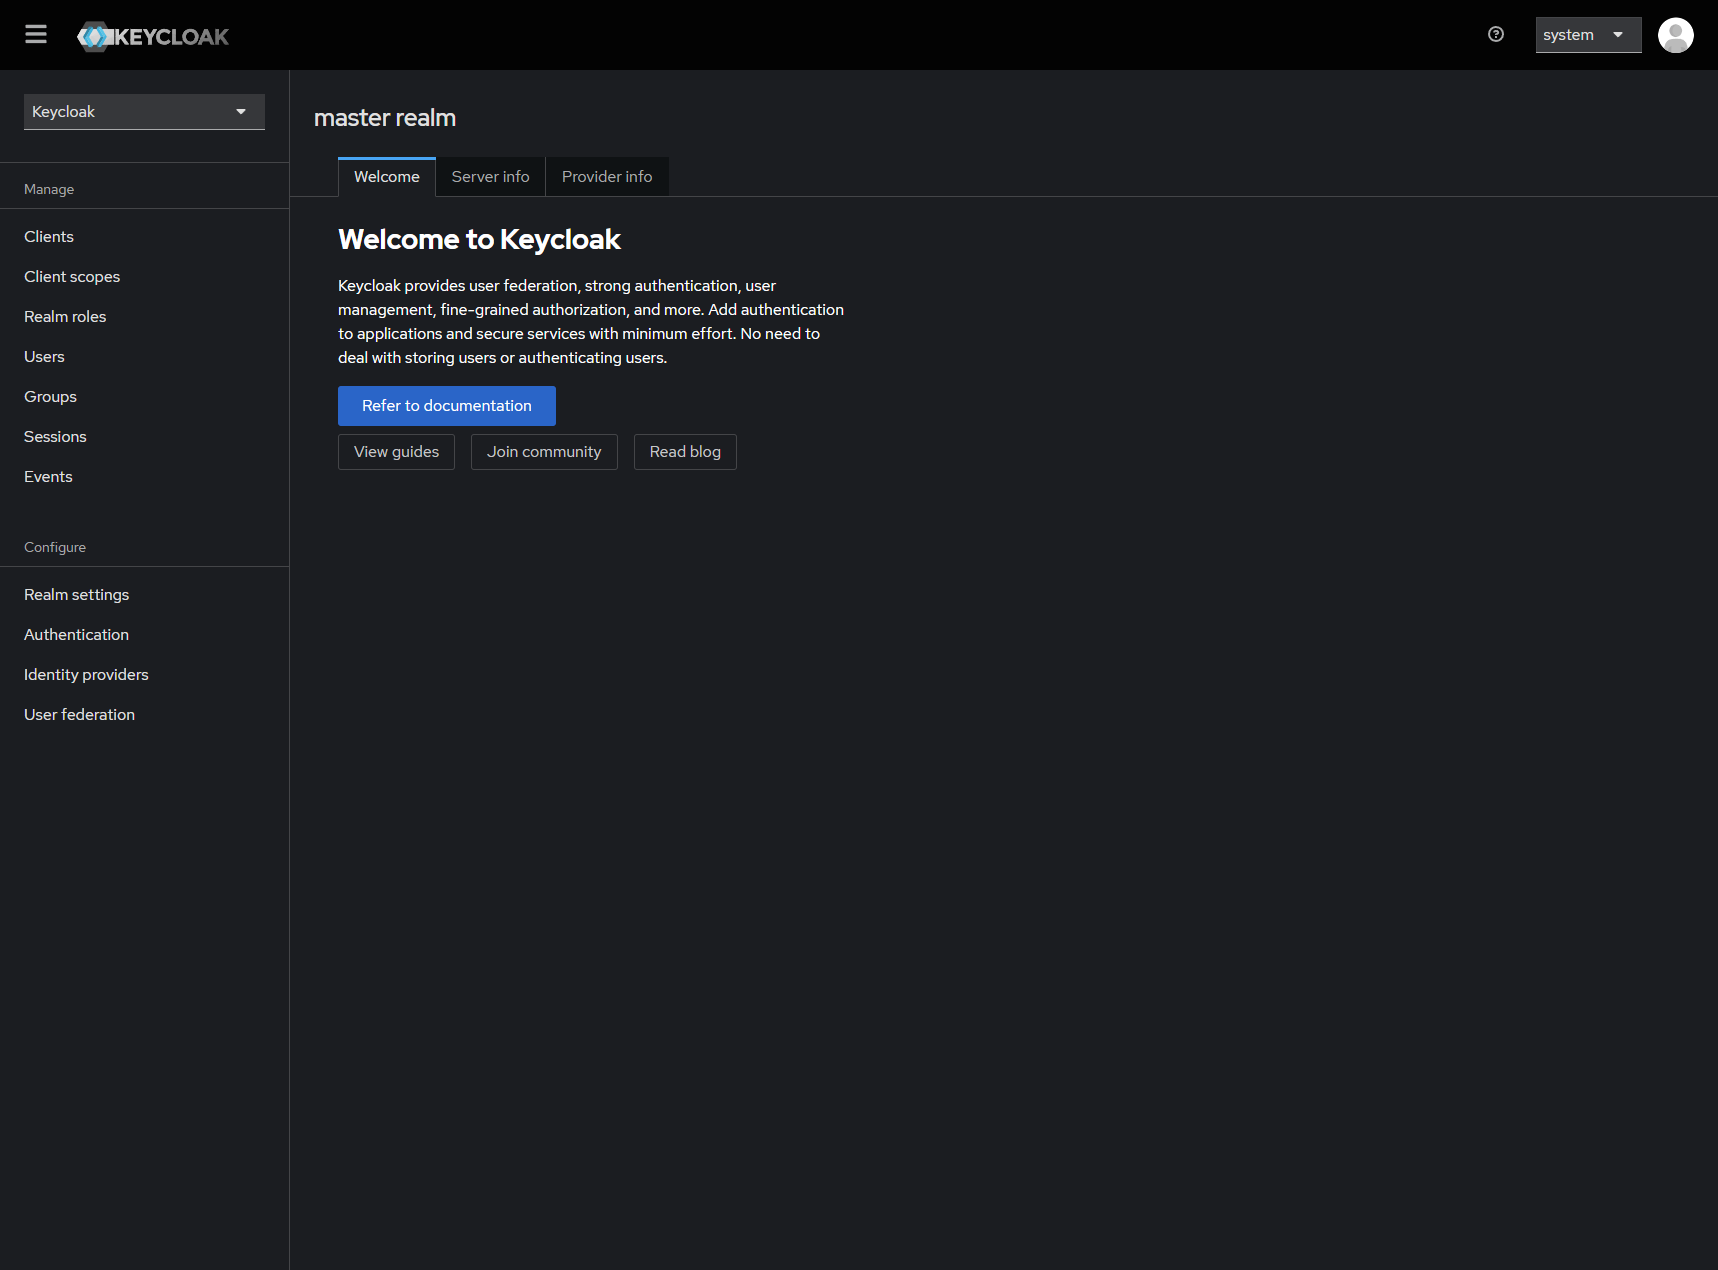 KEYCLOAK
system
Keycloak
Manage
Clients
Client scopes
Realm roles
Users
Groups
Sessions
Events
Configure
Realm settings
Authentication
Identity providers
User federation
master realm
Welcome
Server info
Provider info
Welcome to Keycloak
Keycloak provides user federation, strong authentication, user
management, fine-grained authorization, and more. Add authentication
to applications and secure services with minimum effort. No need to
deal with storing users or authenticating users.
Refer to documentation
View guides
Join community
Read blog